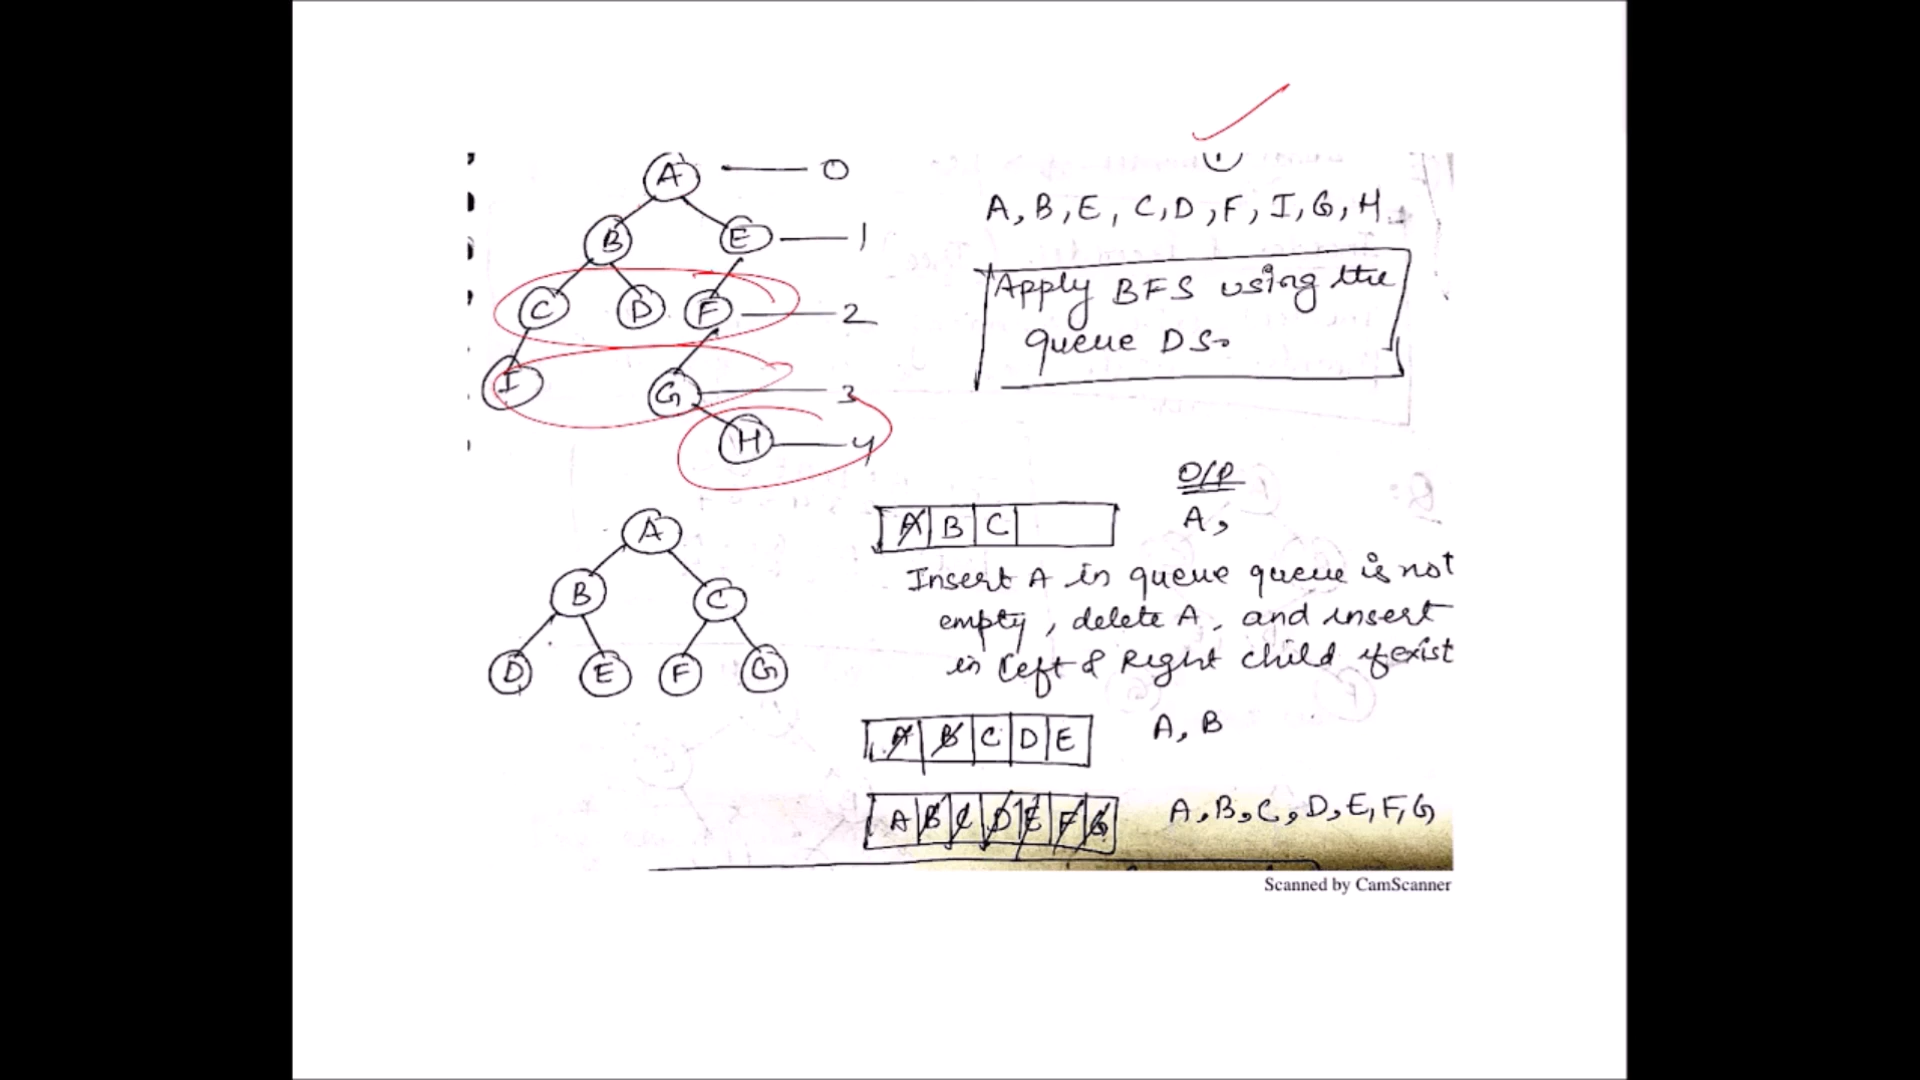 A 0
B E 1
C D F 2
I G 3
H 4
A, B, E, C, D, F, I, G, H
Apply BFS using the
queue DS.
O/P
A
B C
D E F G
A B C
A,
Insert A in queue queue is not
empty, delete A, and insert
in Left & Right child if exist
A B C D E
A, B
A B C D E F G
A, B, C, D, E, F, G
Scanned by CamScanner